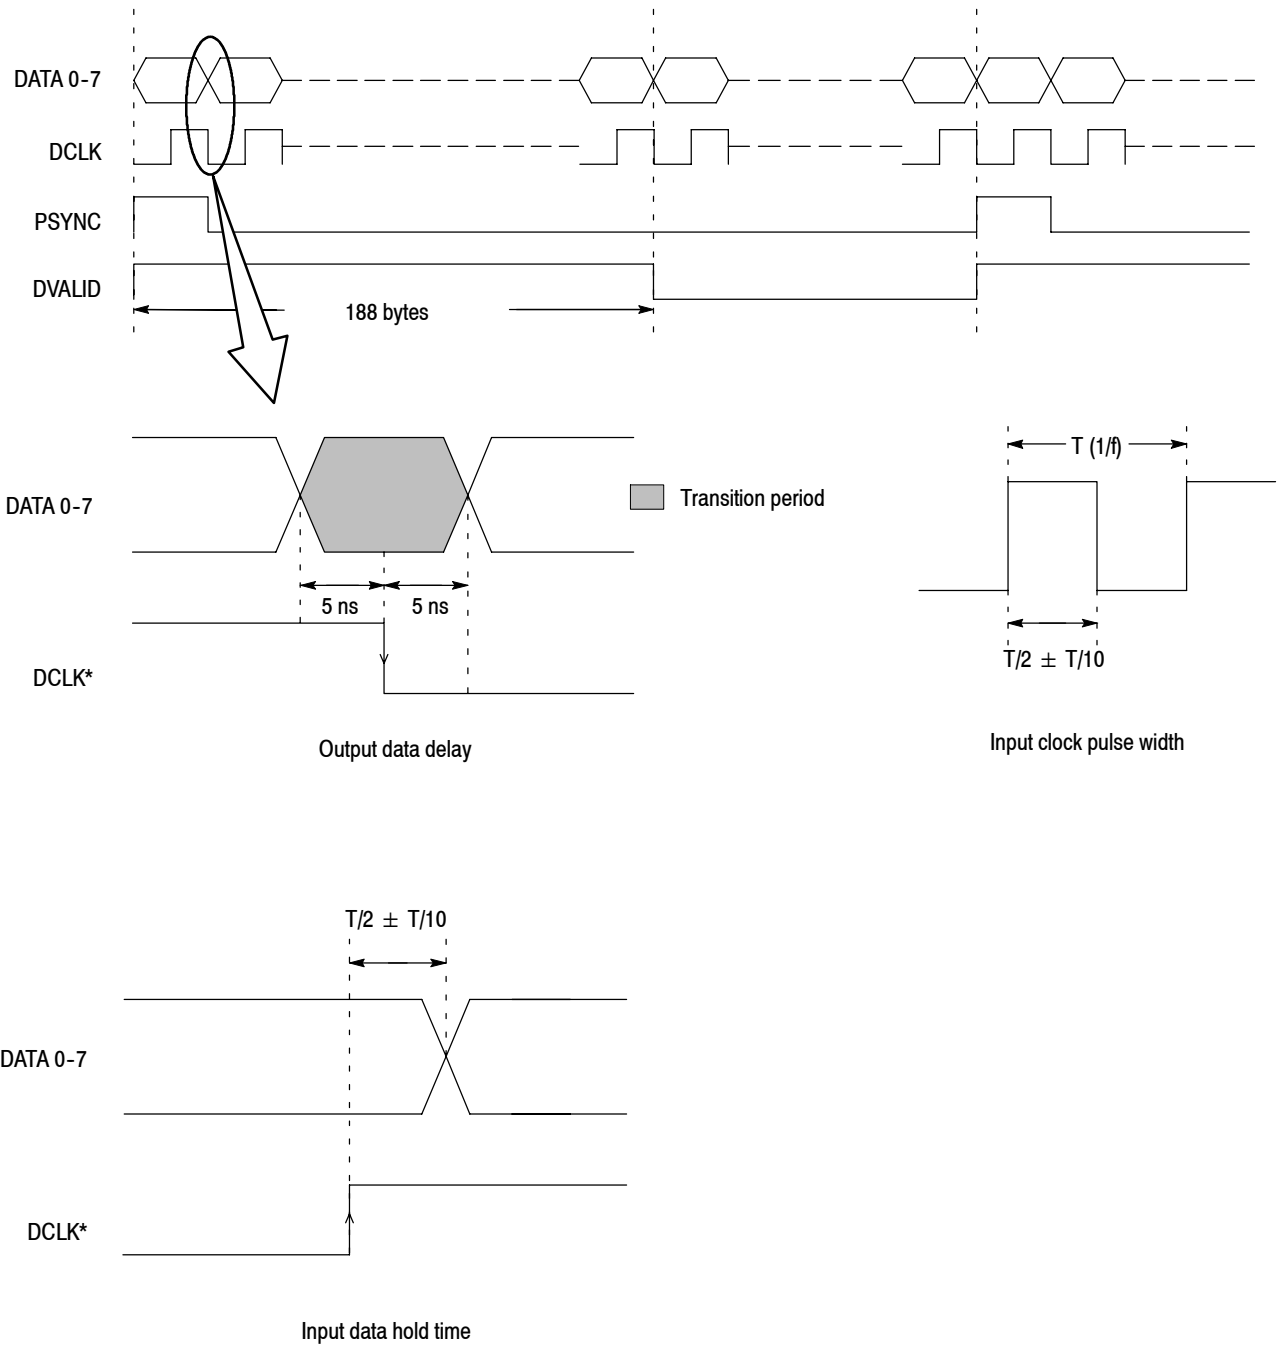 DATA 0-7
DCLK
PSYNC
DVALID
188 bytes
T (1/f)
DATA 0-7
Transition period
5 ns 5 ns
T/2 ± T/10
DCLK*
Output data delay
Input clock pulse width
T/2 ± T/10
DATA 0-7
DCLK*
Input data hold time